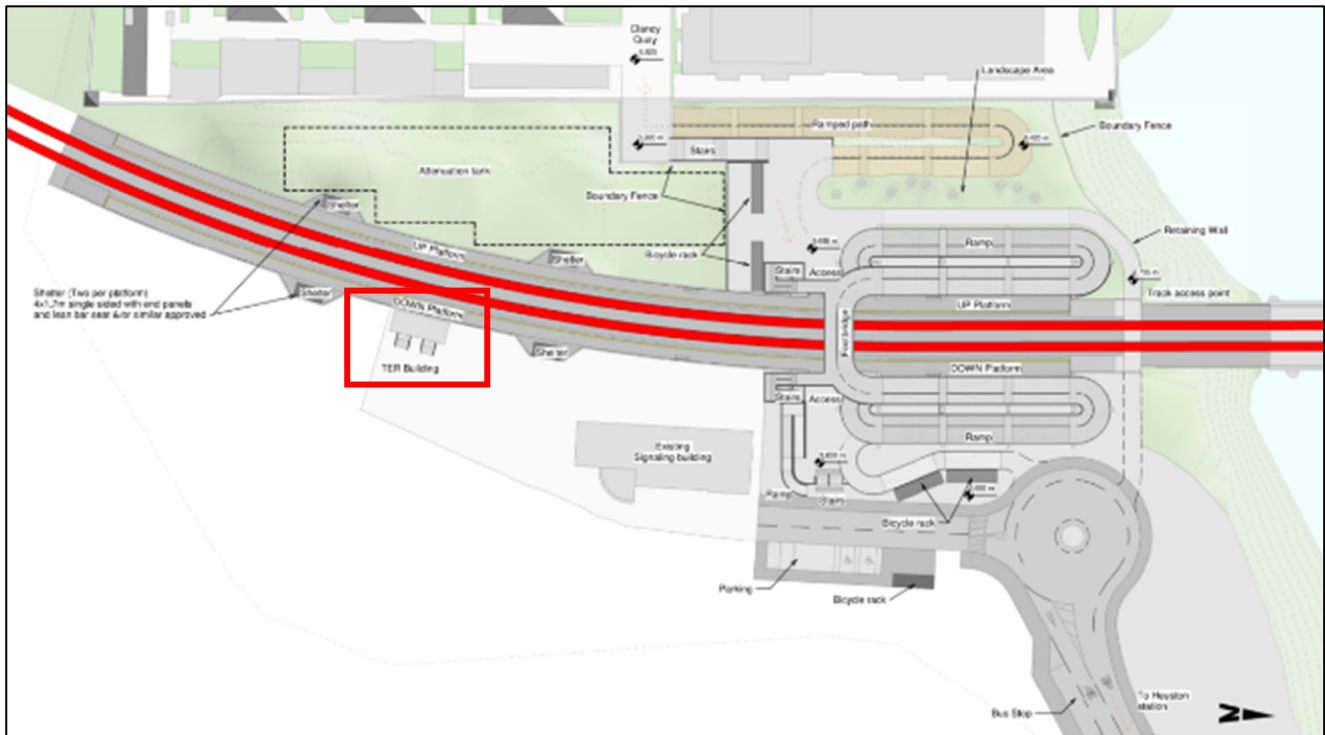 Clancy
Quay
Landscape Area
Ramped path
Boundary Fence
Stairs
Attenuation tank
Boundary Fence
Shelter
Ramp
Retaining Wall
UP Platform
Bicycle rack
Shelter
Stairs
Access
Shelter (Two per platform)
4x1.7m single sided with end panels
and lean bar seat &/or similar approved
Shelter
Track access point
DOWN Platform
UP Platform
Footbridge
Shelter
TER Building
DOWN Platform
Stairs
Access
Ramp
Existing
Signaling building
Ramp
Stairs
Bicycle rack
Parking
Bicycle rack
To Heuston
station
Bus Stop
N